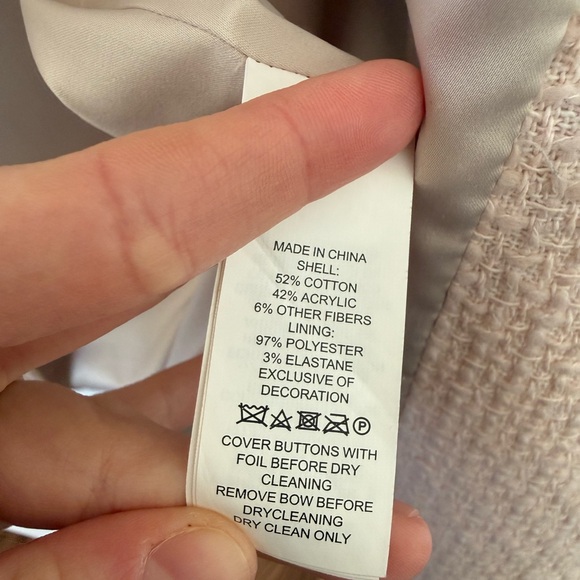 MADE IN CHINA
SHELL:
52% COTTON
42% ACRYLIC
6% OTHER FIBERS
LINING:
97% POLYESTER
3% ELASTANE
EXCLUSIVE OF
DECORATION
P
COVER BUTTONS WITH
FOIL BEFORE DRY
CLEANING
REMOVE BOW BEFORE
DRYCLEANING
DRY CLEAN ONLY